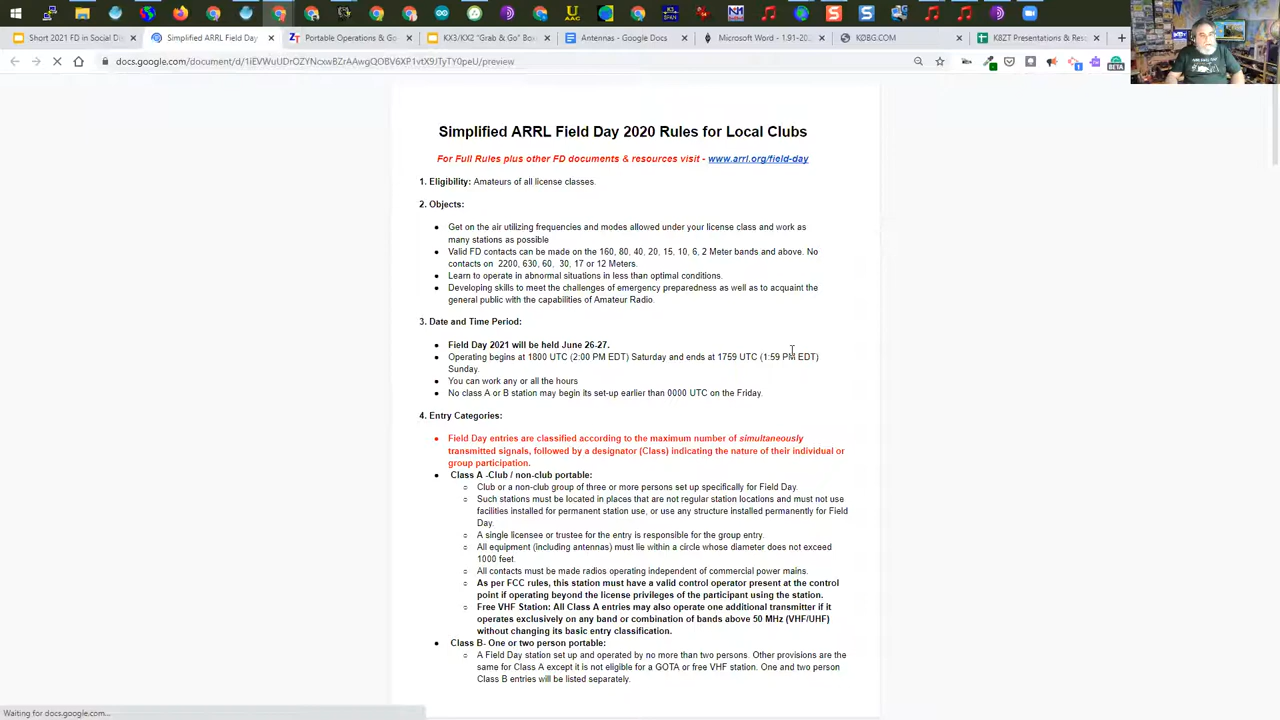 Short 2021 FD in Social Di
Simplified ARRL Field Day
Portable Operations & Go
KX3/KX2 "Grab & Go" Box
Antennas - Google Docs
Microsoft Word - 1.91-202
KØBG.COM
K8ZT Presentations & Res
docs.google.com/document/d/1iEVWuUDrOZYNcxwBZrAAwgQOBV6XP1vtX9JTyTY0peU/preview
Simplified ARRL Field Day 2020 Rules for Local Clubs
For Full Rules plus other FD documents & resources visit - www.arrl.org/field-day
1. Eligibility: Amateurs of all license classes.
2. Objects:
● Get on the air utilizing frequencies and modes allowed under your license class and work as
many stations as possible
● Valid FD contacts can be made on the 160, 80, 40, 20, 15, 10, 6, 2 Meter bands and above. No
contacts on 2200, 630, 60, 30, 17 or 12 Meters.
● Learn to operate in abnormal situations in less than optimal conditions.
● Developing skills to meet the challenges of emergency preparedness as well as to acquaint the
general public with the capabilities of Amateur Radio.
3. Date and Time Period:
● Field Day 2021 will be held June 26-27.
● Operating begins at 1800 UTC (2:00 PM EDT) Saturday and ends at 1759 UTC (1:59 PM EDT)
Sunday.
● You can work any or all the hours
● No class A or B station may begin its set-up earlier than 0000 UTC on the Friday.
4. Entry Categories:
● Field Day entries are classified according to the maximum number of simultaneously
transmitted signals, followed by a designator (Class) indicating the nature of their individual or
group participation.
● Class A -Club / non-club portable:
○ Club or a non-club group of three or more persons set up specifically for Field Day.
○ Such stations must be located in places that are not regular station locations and must not use
facilities installed for permanent station use, or use any structure installed permanently for Field
Day.
○ A single licensee or trustee for the entry is responsible for the group entry.
○ All equipment (including antennas) must lie within a circle whose diameter does not exceed
1000 feet.
○ All contacts must be made radios operating independent of commercial power mains.
○ As per FCC rules, this station must have a valid control operator present at the control
point if operating beyond the license privileges of the participant using the station.
○ Free VHF Station: All Class A entries may also operate one additional transmitter if it
operates exclusively on any band or combination of bands above 50 MHz (VHF/UHF)
without changing its basic entry classification.
● Class B- One or two person portable:
○ A Field Day station set up and operated by no more than two persons. Other provisions are the
same for Class A except it is not eligible for a GOTA or free VHF station. One and two person
Class B entries will be listed separately.
Waiting for docs.google.com...